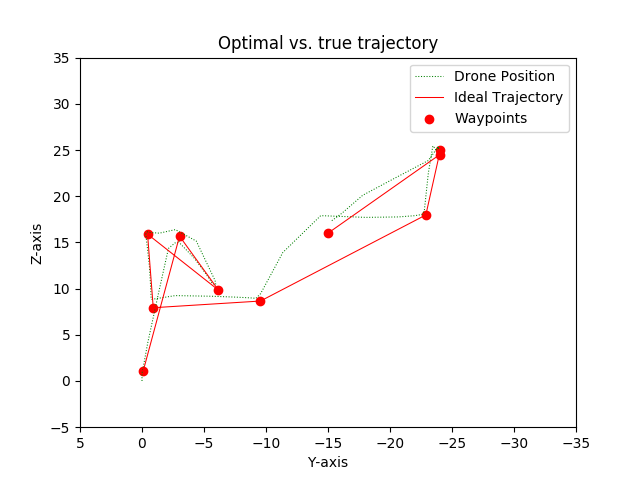 Optimal vs. true trajectory
Drone Position
Ideal Trajectory
Waypoints
Z-axis
35
30
25
20
15
10
5
0
−5
5 0 −5 −10 −15 −20 −25 −30 −35
Y-axis